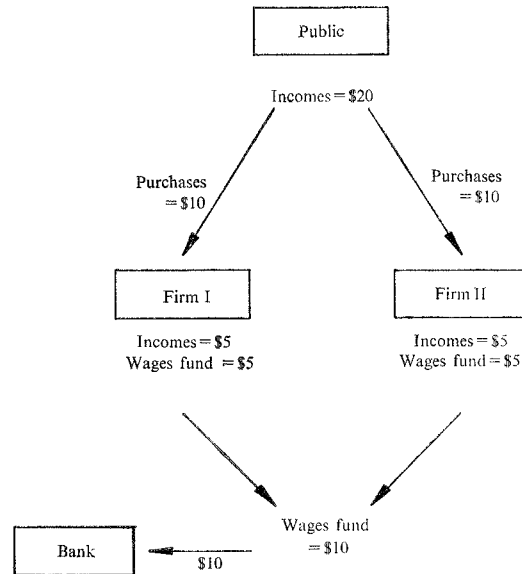 Public
Incomes = $20
Purchases
= $10
Purchases
= $10
Firm I
Firm II
Incomes = $5
Wages fund = $5
Incomes = $5
Wages fund = $5
Wages fund
= $10
Bank
$10